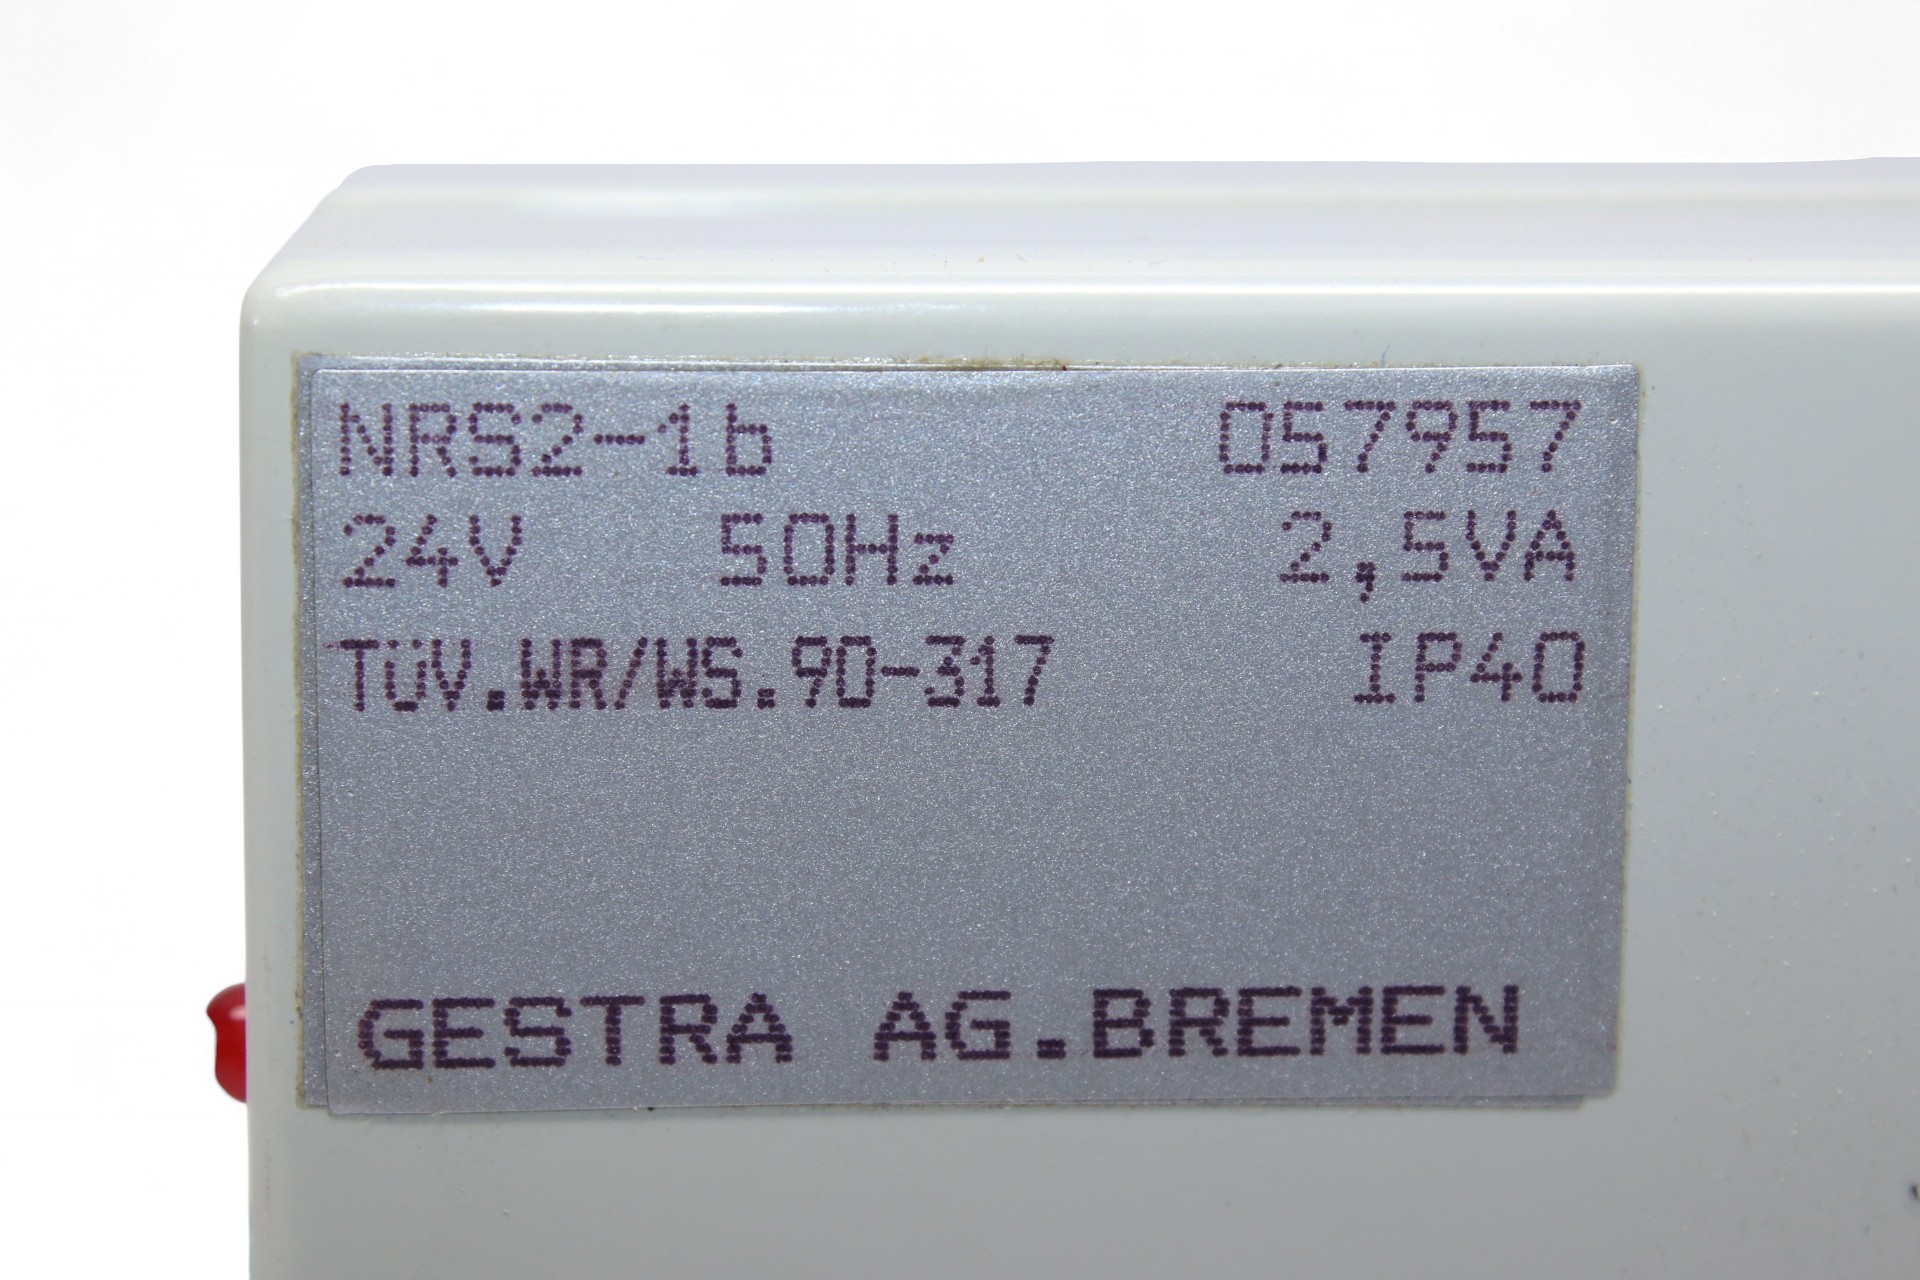 NRS2-1b 057957
24V 50Hz 2,5VA
TüV.WR/WS.90-317 IP40
GESTRA AG.BREMEN